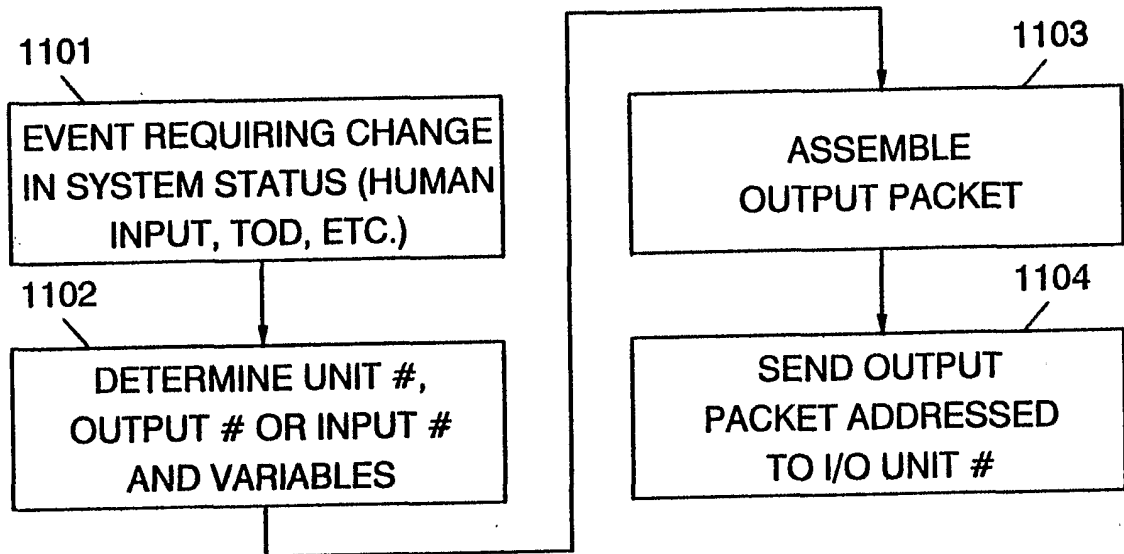 1101
EVENT REQUIRING CHANGE
IN SYSTEM STATUS (HUMAN
INPUT, TOD, ETC.)
1102
DETERMINE UNIT #,
OUTPUT # OR INPUT #
AND VARIABLES
1103
ASSEMBLE
OUTPUT PACKET
1104
SEND OUTPUT
PACKET ADDRESSED
TO I/O UNIT #